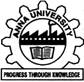 ANNA UNIVERSITY
PROGRESS THROUGH KNOWLEDGE